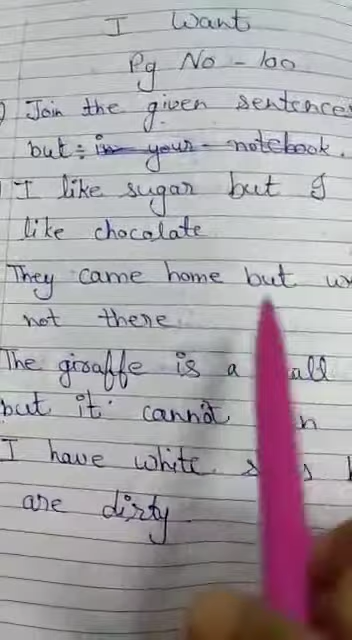 I Want
Pg No - 100
Join the given sentences
but: in your notebook.
I like sugar but I
like chocolate
They came home but
not there
The giraffe is a
but it cannot
I have white
are dirty